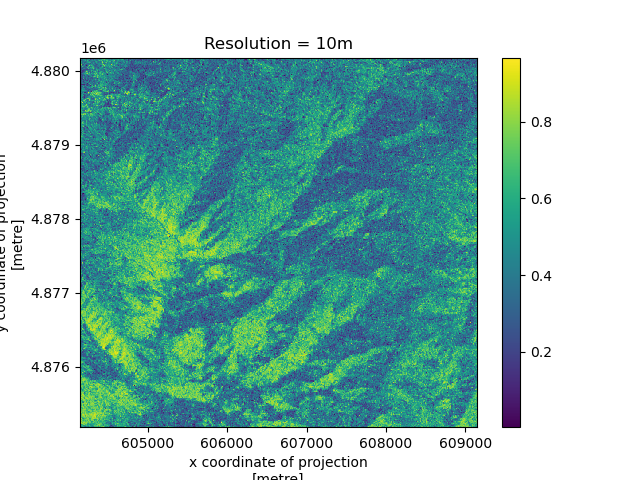 Resolution = 10m
1e6
4.880
4.879
4.878
4.877
4.876
y coordinate of projection
[metre]
605000 606000 607000 608000 609000
x coordinate of projection
[metre]
0.8
0.6
0.4
0.2